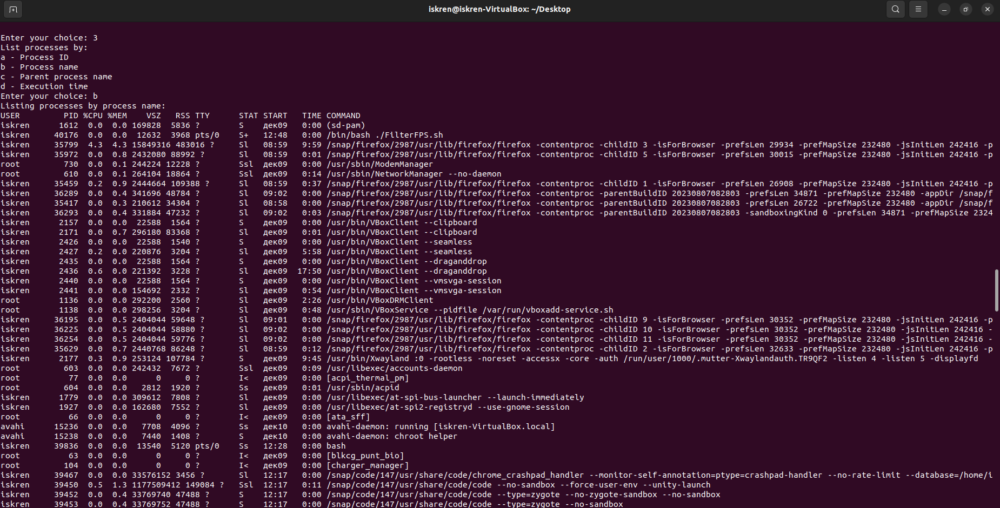 iskren@iskren-VirtualBox: ~/Desktop
Enter your choice: 3
List processes by:
a - Process ID
b - Process name
c - Parent process name
d - Execution time
Enter your choice: b
Listing processes by process name:
USER         PID %CPU %MEM    VSZ   RSS TTY      STAT START   TIME COMMAND
iskren      1612  0.0  0.0 169828  5836 ?        S    дек09   0:00 (sd-pam)
iskren     40176  0.0  0.0  12632  3968 pts/0    S+   12:48   0:00 /bin/bash ./FilterFPS.sh
iskren     35799  4.3  4.3 15849316 483016 ?     Sl   08:59   9:59 /snap/firefox/2987/usr/lib/firefox/firefox -contentproc -childID 3 -isForBrowser -prefsLen 29934 -prefMapSize 232480 -jsInitLen 242416 -p
iskren     35972  0.0  0.8 2432080 88992 ?       Sl   08:59   0:01 /snap/firefox/2987/usr/lib/firefox/firefox -contentproc -childID 5 -isForBrowser -prefsLen 30015 -prefMapSize 232480 -jsInitLen 242416 -p
root         730  0.0  0.1 244224 12228 ?        Ssl  дек09   0:00 /usr/sbin/ModemManager
root         610  0.0  0.1 264104 18864 ?        Ssl  дек09   0:14 /usr/sbin/NetworkManager --no-daemon
iskren     35459  0.2  0.9 2444664 109388 ?      Sl   08:59   0:37 /snap/firefox/2987/usr/lib/firefox/firefox -contentproc -childID 1 -isForBrowser -prefsLen 26908 -prefMapSize 232480 -jsInitLen 242416 -p
iskren     36289  0.0  0.4 341696 48784 ?        Sl   09:02   0:00 /snap/firefox/2987/usr/lib/firefox/firefox -contentproc -parentBuildID 20230807082803 -prefsLen 34871 -prefMapSize 232480 -appDir /snap/f
iskren     35417  0.0  0.3 210612 34304 ?        Sl   08:58   0:00 /snap/firefox/2987/usr/lib/firefox/firefox -contentproc -parentBuildID 20230807082803 -prefsLen 26722 -prefMapSize 232480 -appDir /snap/f
iskren     36293  0.0  0.4 331884 47232 ?        Sl   09:02   0:03 /snap/firefox/2987/usr/lib/firefox/firefox -contentproc -parentBuildID 20230807082803 -sandboxingKind 0 -prefsLen 34871 -prefMapSize 2324
iskren      2157  0.0  0.0  22588  1564 ?        S    дек09   0:00 /usr/bin/VBoxClient --clipboard
iskren      2171  0.0  0.7 296180 83368 ?        Sl   дек09   0:01 /usr/bin/VBoxClient --clipboard
iskren      2426  0.0  0.0  22588  1540 ?        S    дек09   0:00 /usr/bin/VBoxClient --seamless
iskren      2427  0.2  0.0 220876  3204 ?        Sl   дек09   5:58 /usr/bin/VBoxClient --seamless
iskren      2435  0.0  0.0  22588  1564 ?        S    дек09   0:00 /usr/bin/VBoxClient --draganddrop
iskren      2436  0.6  0.0 221392  3228 ?        Sl   дек09  17:50 /usr/bin/VBoxClient --draganddrop
iskren      2440  0.0  0.0  22588  1564 ?        S    дек09   0:00 /usr/bin/VBoxClient --vmsvga-session
iskren      2441  0.0  0.0 154692  2332 ?        Sl   дек09   0:54 /usr/bin/VBoxClient --vmsvga-session
root        1136  0.0  0.0 292200  2560 ?        Sl   дек09   2:26 /usr/bin/VBoxDRMClient
root        1138  0.0  0.0 298256  3204 ?        Sl   дек09   0:48 /usr/sbin/VBoxService --pidfile /var/run/vboxadd-service.sh
iskren     36195  0.0  0.5 2404044 59648 ?       Sl   09:01   0:00 /snap/firefox/2987/usr/lib/firefox/firefox -contentproc -childID 9 -isForBrowser -prefsLen 30352 -prefMapSize 232480 -jsInitLen 242416 -p
iskren     36225  0.0  0.5 2404044 58880 ?       Sl   09:02   0:00 /snap/firefox/2987/usr/lib/firefox/firefox -contentproc -childID 10 -isForBrowser -prefsLen 30352 -prefMapSize 232480 -jsInitLen 242416 -
iskren     36254  0.0  0.5 2404044 59776 ?       Sl   09:02   0:00 /snap/firefox/2987/usr/lib/firefox/firefox -contentproc -childID 11 -isForBrowser -prefsLen 30352 -prefMapSize 232480 -jsInitLen 242416 -
iskren     35629  0.0  0.7 2440768 86248 ?       Sl   08:59   0:12 /snap/firefox/2987/usr/lib/firefox/firefox -contentproc -childID 2 -isForBrowser -prefsLen 32633 -prefMapSize 232480 -jsInitLen 242416 -p
iskren      2177  0.3  0.9 253124 107784 ?       S    дек09   9:45 /usr/bin/Xwayland :0 -rootless -noreset -accessx -core -auth /run/user/1000/.mutter-Xwaylandauth.TR9QF2 -listen 4 -listen 5 -displayfd
root         603  0.0  0.0 242432  7672 ?        Ssl  дек09   0:09 /usr/libexec/accounts-daemon
root          77  0.0  0.0      0     0 ?        I<   дек09   0:00 [acpi_thermal_pm]
root         604  0.0  0.0   2812  1920 ?        Ss   дек09   0:01 /usr/sbin/acpid
iskren      1779  0.0  0.0 309612  7808 ?        Sl   дек09   0:00 /usr/libexec/at-spi-bus-launcher --launch-immediately
iskren      1927  0.0  0.0 162680  7552 ?        Sl   дек09   0:00 /usr/libexec/at-spi2-registryd --use-gnome-session
root          66  0.0  0.0      0     0 ?        I<   дек09   0:00 [ata_sff]
avahi      15236  0.0  0.0   7708  4096 ?        Ss   дек10   0:00 avahi-daemon: running [iskren-VirtualBox.local]
avahi      15238  0.0  0.0   7440  1408 ?        S    дек10   0:00 avahi-daemon: chroot helper
iskren     39836  0.0  0.0  13540  5120 pts/0    Ss   12:28   0:00 bash
root          63  0.0  0.0      0     0 ?        I<   дек09   0:00 [blkcg_punt_bio]
root         104  0.0  0.0      0     0 ?        I<   дек09   0:00 [charger_manager]
iskren     39467  0.0  0.0 33576152 3456 ?       Sl   12:17   0:00 /snap/code/147/usr/share/code/chrome_crashpad_handler --monitor-self-annotation=ptype=crashpad-handler --no-rate-limit --database=/home/i
iskren     39450  0.5  1.3 1177509412 149084 ?   Ssl  12:17   0:11 /snap/code/147/usr/share/code/code --no-sandbox --force-user-env --unity-launch
iskren     39452  0.0  0.4 33769740 47488 ?      S    12:17   0:00 /snap/code/147/usr/share/code/code --type=zygote --no-zygote-sandbox --no-sandbox
iskren     39453  0.0  0.4 33769752 47488 ?      S    12:17   0:00 /snap/code/147/usr/share/code/code --type=zygote --no-sandbox